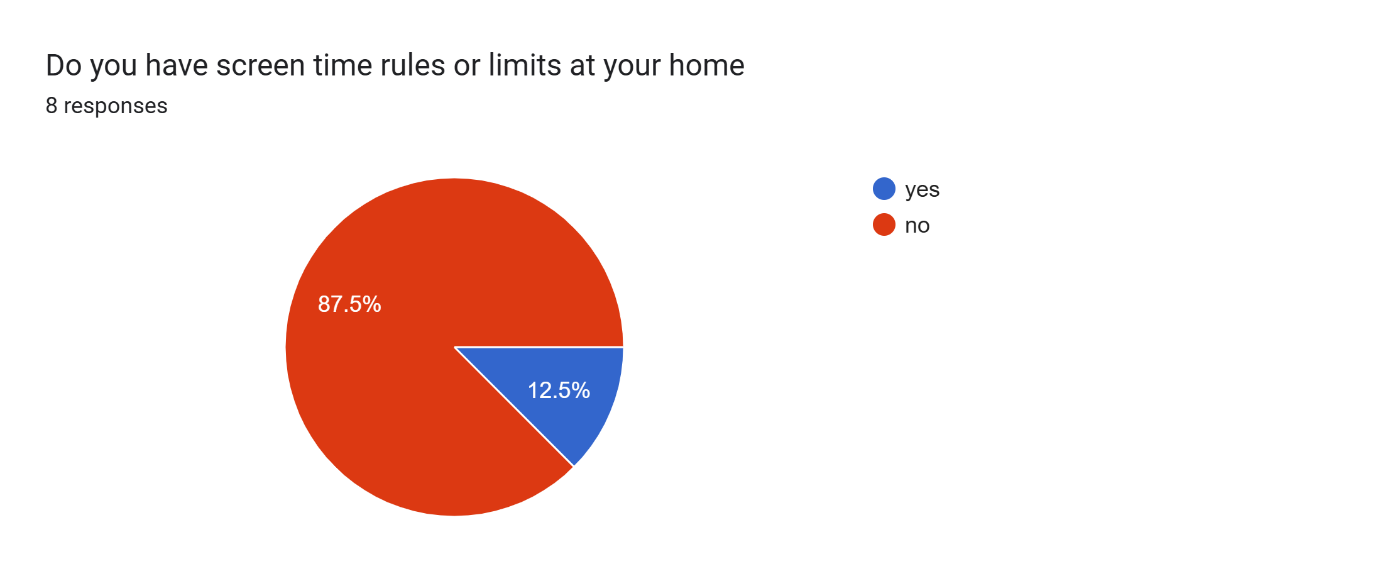 Do you have screen time rules or limits at your home
8 responses
yes
no
87.5%
12.5%